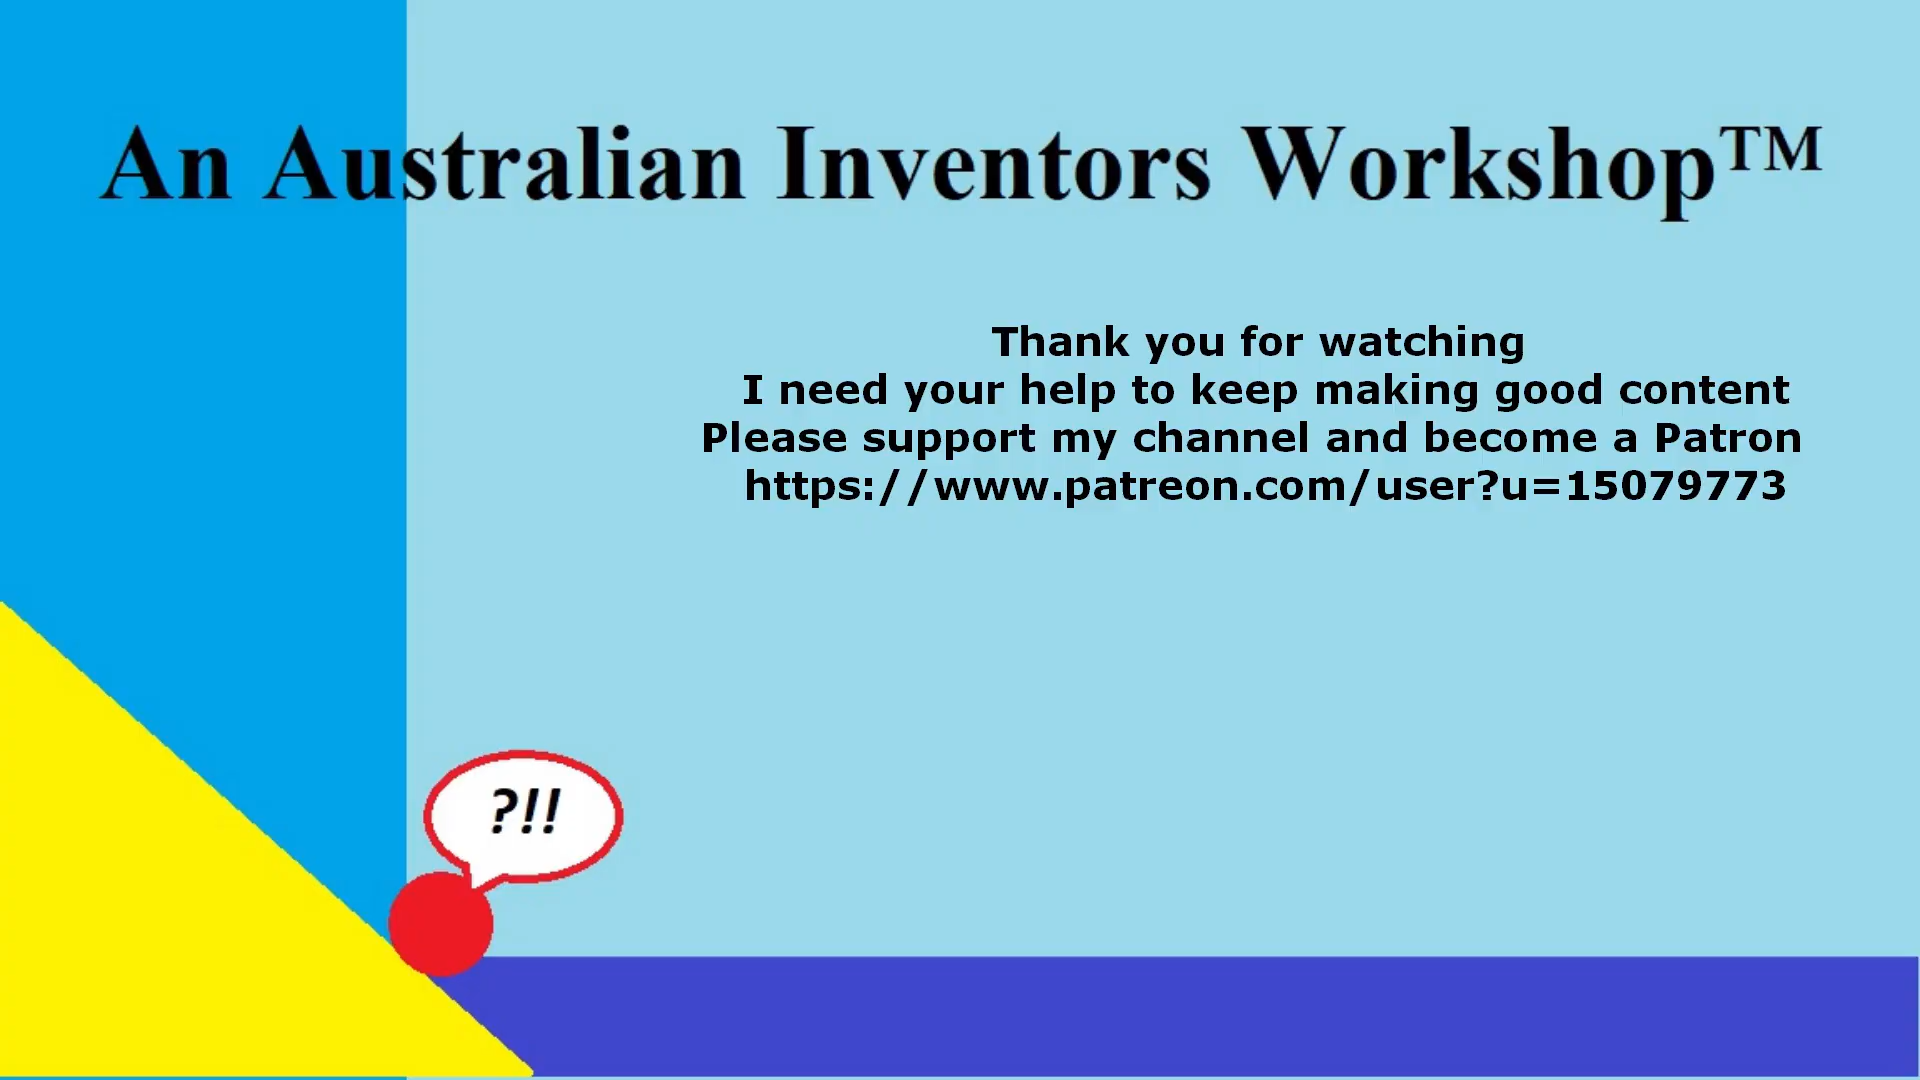 An Australian Inventors Workshop™
Thank you for watching
I need your help to keep making good content
Please support my channel and become a Patron
https://www.patreon.com/user?u=15079773
?!!